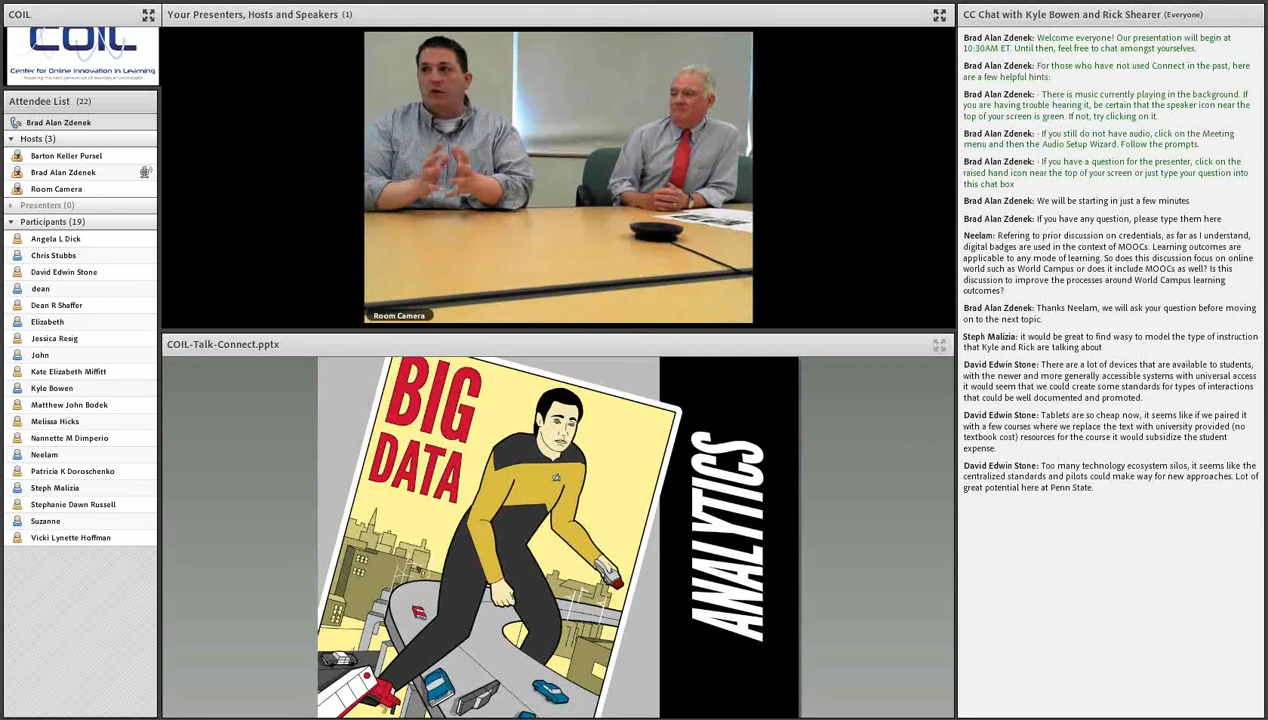 COIL
COIL
Center for Online Innovation in Learning
Attendee List (22)
Brad Alan Zdenek
Hosts (3)
Barton Keller Pursel
Brad Alan Zdenek
Room Camera
Presenters (0)
Participants (19)
Angela L Dick
Chris Stubbs
David Edwin Stone
dean
Dean R Shaffer
Elizabeth
Jessica Resig
John
Kate Elizabeth Miffitt
Kyle Bowen
Matthew John Bodek
Melissa Hicks
Nannette M Dimperio
Neelam
Patricia K Doroschenko
Steph Malizia
Stephanie Dawn Russell
Suzanne
Vicki Lynette Hoffman
Your Presenters, Hosts and Speakers (1)
Room Camera
COIL-Talk-Connect.pptx
BIG
DATA
ANALYTICS
CC Chat with Kyle Bowen and Rick Shearer (Everyone)
Brad Alan Zdenek: Welcome everyone! Our presentation will begin at
10:30AM ET. Until then, feel free to chat amongst yourselves.
Brad Alan Zdenek: For those who have not used Connect in the past, here
are a few helpful hints:
Brad Alan Zdenek: · There is music currently playing in the background. If
you are having trouble hearing it, be certain that the speaker icon near the
top of your screen is green. If not, try clicking on it.
Brad Alan Zdenek: · If you still do not have audio, click on the Meeting
menu and then the Audio Setup Wizard. Follow the prompts.
Brad Alan Zdenek: · If you have a question for the presenter, click on the
raised hand icon near the top of your screen or just type your question into
this chat box
Brad Alan Zdenek: We will be starting in just a few minutes
Brad Alan Zdenek: If you have any question, please type them here
Neelam: Refering to prior discussion on credentials, as far as I understand,
digital badges are used in the context of MOOCs. Learning outcomes are
applicable to any mode of learning. So does this discussion focus on online
world such as World Campus or does it include MOOCs as well? Is this
discussion to improve the processes around World Campus learning
outcomes?
Brad Alan Zdenek: Thanks Neelam, we will ask your question before moving
on to the next topic.
Steph Malizia: it would be great to find wasy to model the type of instruction
that Kyle and Rick are talking about
David Edwin Stone: There are a lot of devices that are available to students,
with the newer and more generally accessible systems with universal access
it would seem that we could create some standards for types of interactions
that could be well documented and promoted.
David Edwin Stone: Tablets are so cheap now, it seems like if we paired it
with a few courses where we replace the text with university provided (no
textbook cost) resources for the course it would subsidize the student
expense.
David Edwin Stone: Too many technology ecosystem silos, it seems like the
centralized standards and pilots could make way for new approaches. Lot of
great potential here at Penn State.